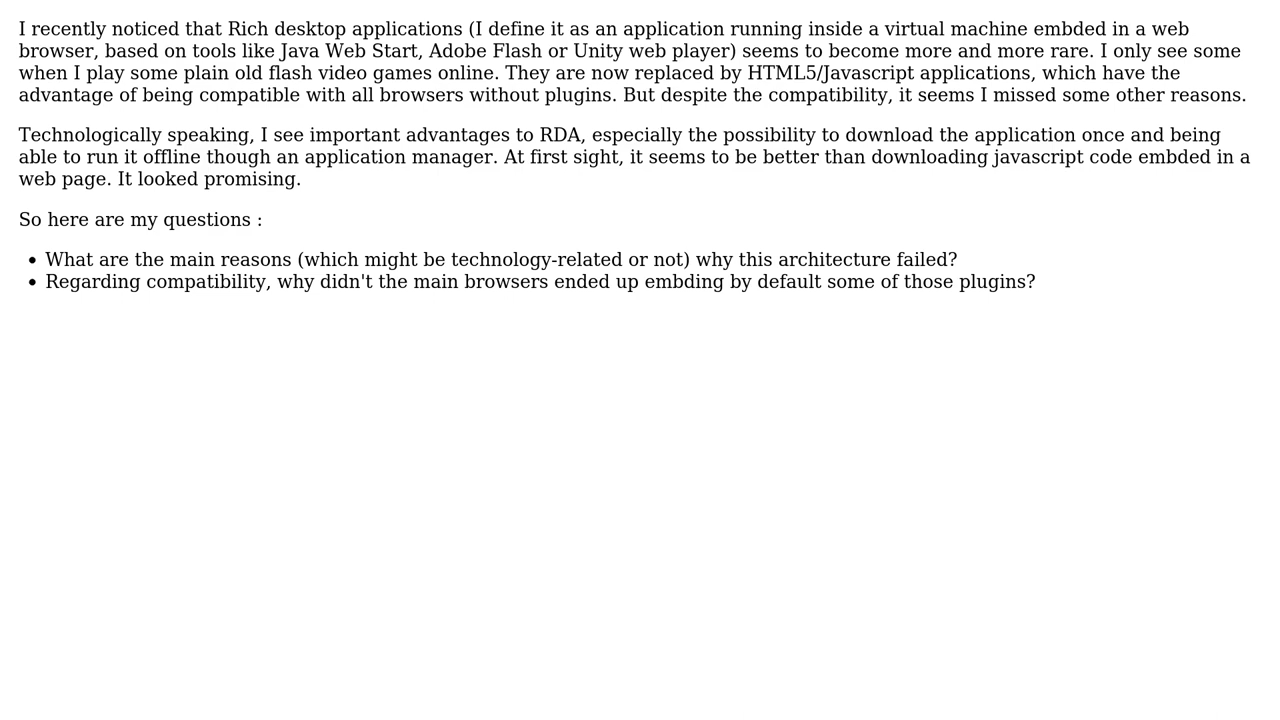 I recently noticed that Rich desktop applications (I define it as an application running inside a virtual machine embded in a web
browser, based on tools like Java Web Start, Adobe Flash or Unity web player) seems to become more and more rare. I only see some
when I play some plain old flash video games online. They are now replaced by HTML5/Javascript applications, which have the
advantage of being compatible with all browsers without plugins. But despite the compatibility, it seems I missed some other reasons.
Technologically speaking, I see important advantages to RDA, especially the possibility to download the application once and being
able to run it offline though an application manager. At first sight, it seems to be better than downloading javascript code embded in a
web page. It looked promising.
So here are my questions :
• What are the main reasons (which might be technology-related or not) why this architecture failed?
• Regarding compatibility, why didn't the main browsers ended up embding by default some of those plugins?